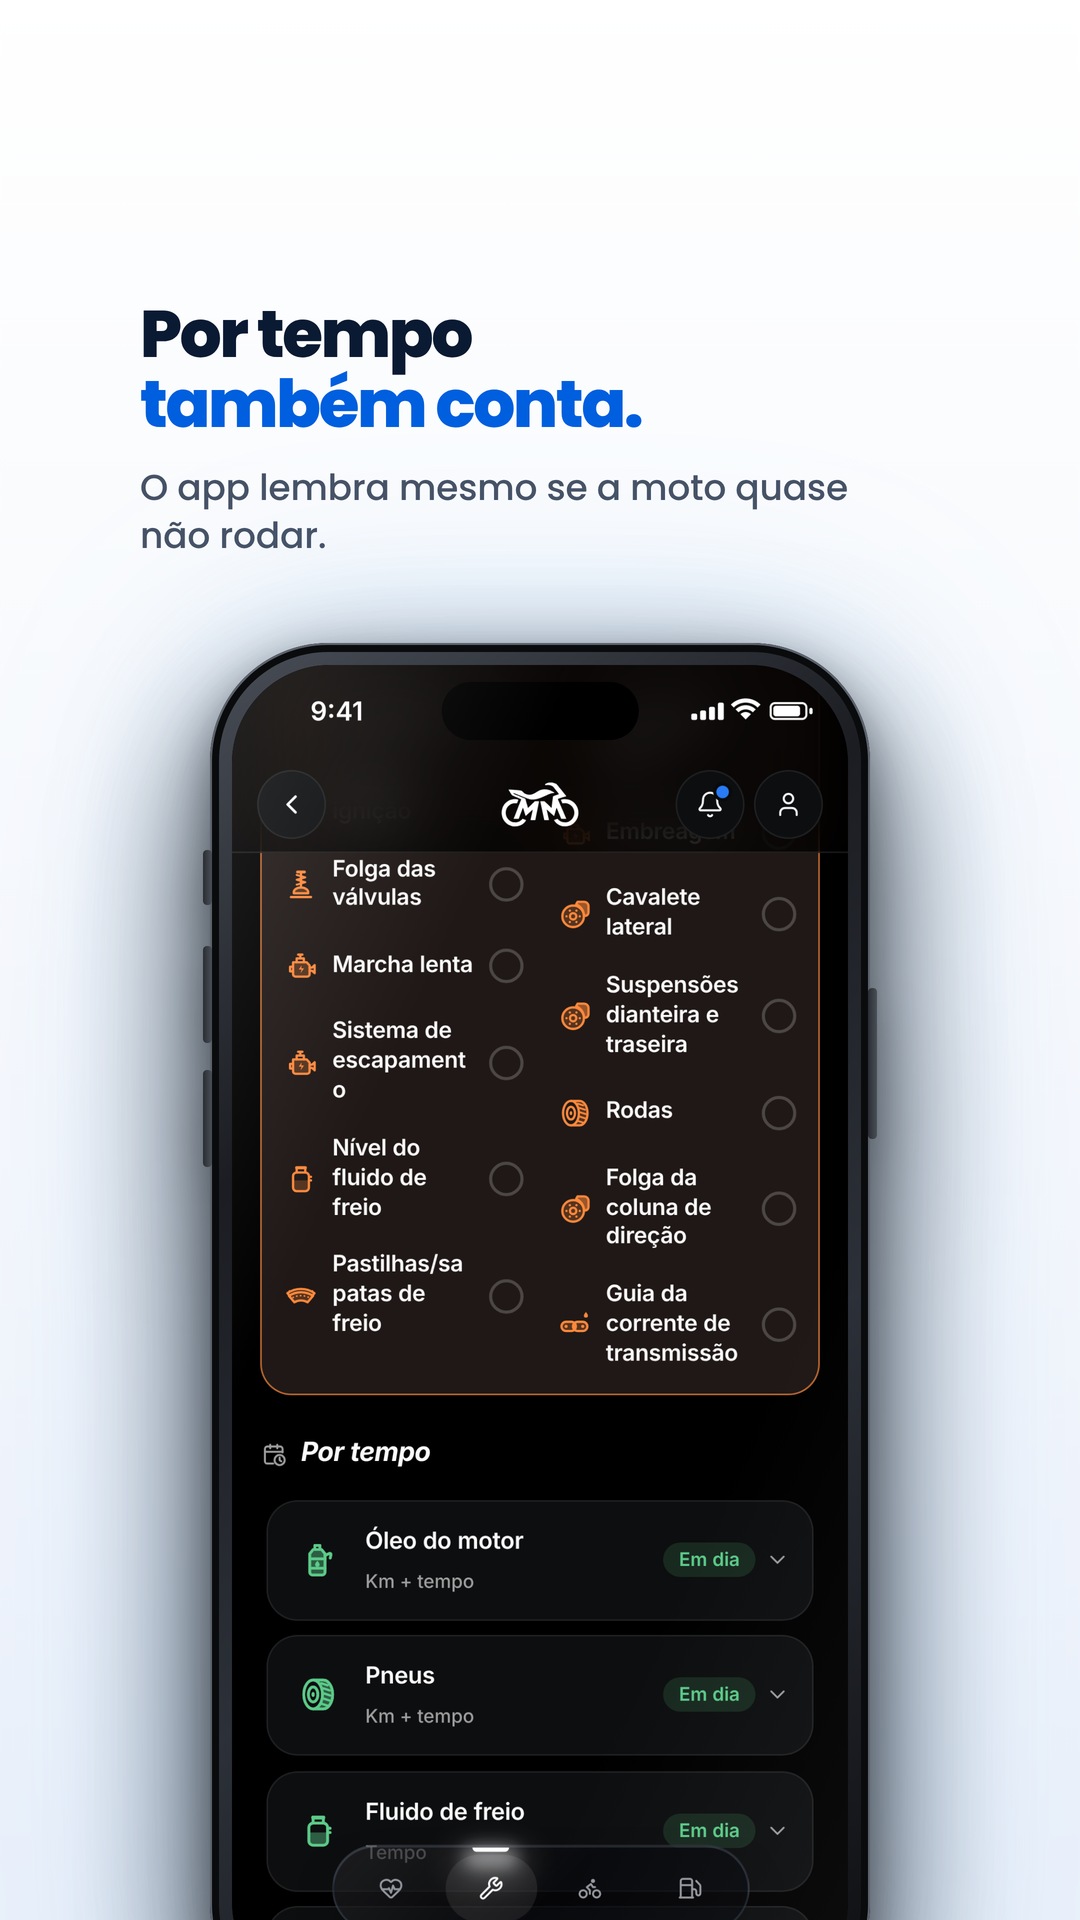 Por tempo
também conta.
O app lembra mesmo se a moto quase
não rodar.
9:41
MM
Ignição
Embreagem
Folga das
válvulas
Marcha lenta
Sistema de
escapament
o
Nível do
fluido de
freio
Pastilhas/sa
patas de
freio
Cavalete
lateral
Suspensões
dianteira e
traseira
Rodas
Folga da
coluna de
direção
Guia da
corrente de
transmissão
Por tempo
Óleo do motor
Km + tempo
Em dia
Pneus
Km + tempo
Em dia
Fluido de freio
Tempo
Em dia